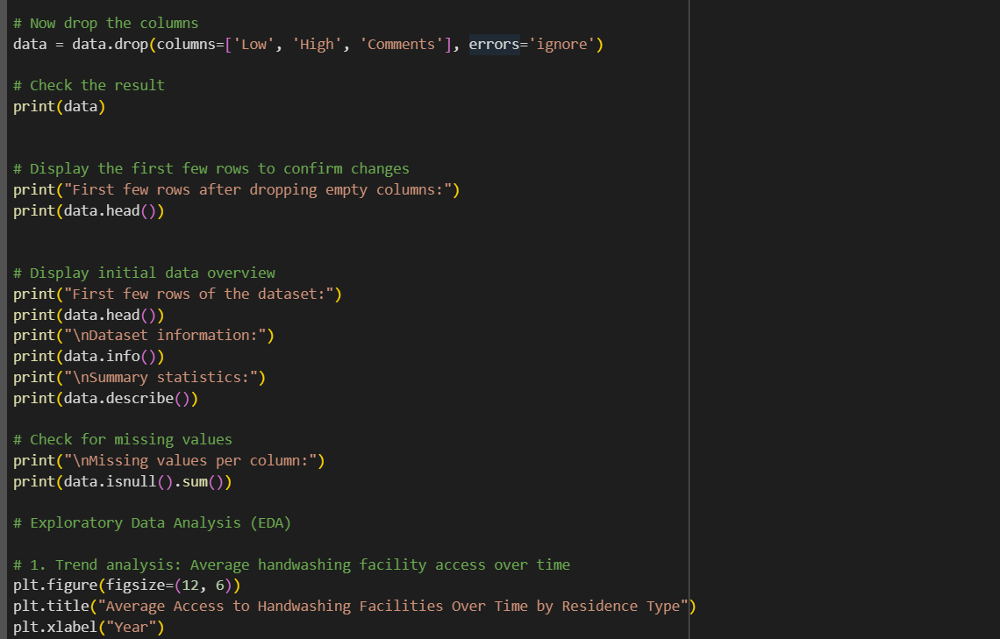 # Now drop the columns
data = data.drop(columns=['Low', 'High', 'Comments'], errors='ignore')
# Check the result
print(data)
# Display the first few rows to confirm changes
print("First few rows after dropping empty columns:")
print(data.head())
# Display initial data overview
print("First few rows of the dataset:")
print(data.head())
print("\nDataset information:")
print(data.info())
print("\nSummary statistics:")
print(data.describe())
# Check for missing values
print("\nMissing values per column:")
print(data.isnull().sum())
# Exploratory Data Analysis (EDA)
# 1. Trend analysis: Average handwashing facility access over time
plt.figure(figsize=(12, 6))
plt.title("Average Access to Handwashing Facilities Over Time by Residence Type")
plt.xlabel("Year")